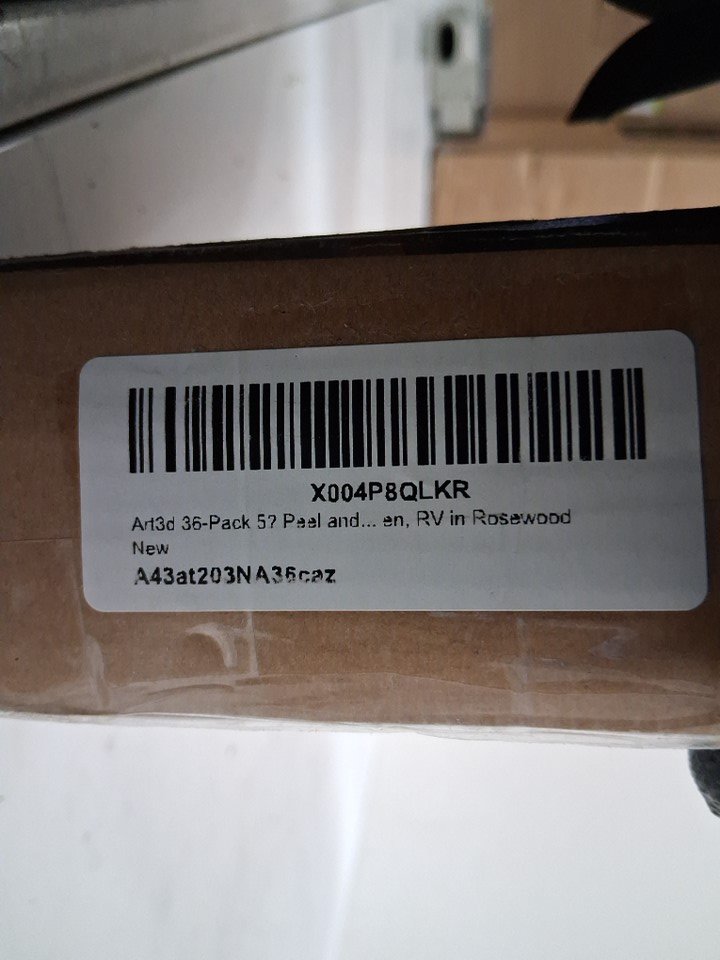 X004P8QLKR
Art3d 36-Pack 5? Peel and... en, RV in Rosewood
New
A43at203NA36caz